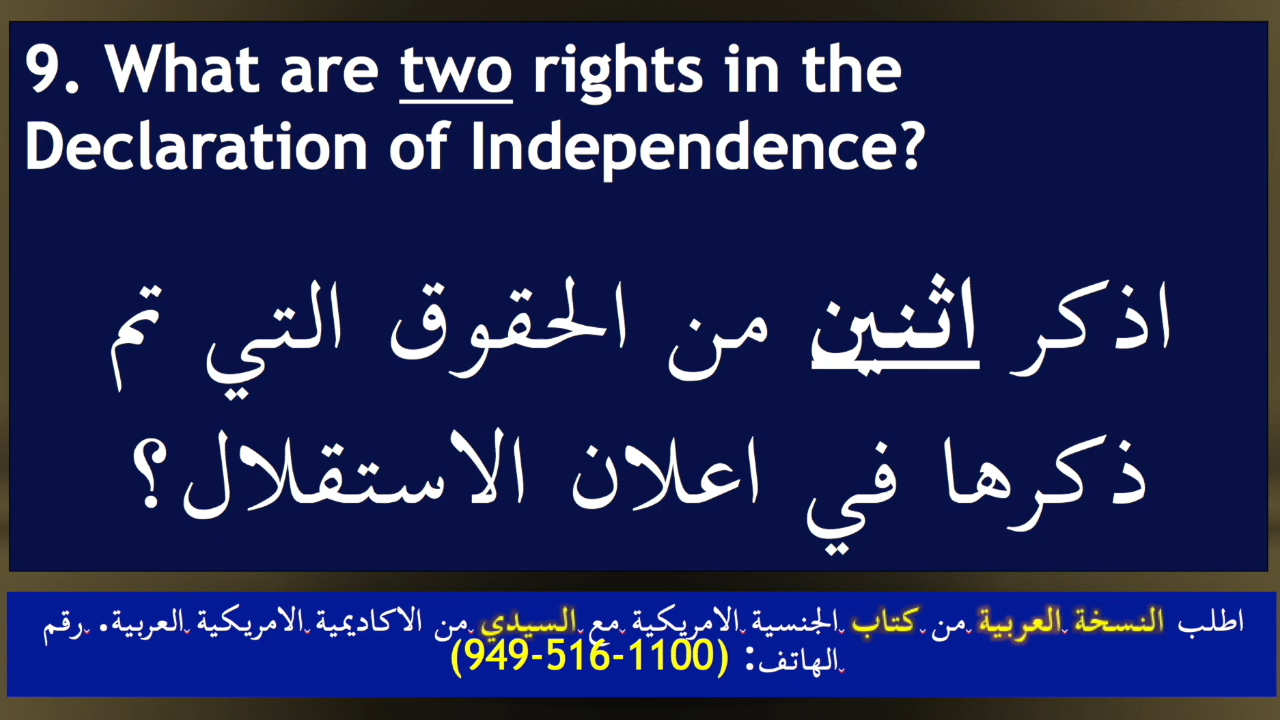 9. What are two rights in the
Declaration of Independence?
اذكر اثنين من الحقوق التي تم
ذكرها في اعلان الاستقلال؟
اطلب النسخة العربية من كتاب الجنسية الامريكية مع السيدي من الاكاديمية الامريكية العربية. رقم
الهاتف: (949-516-1100)